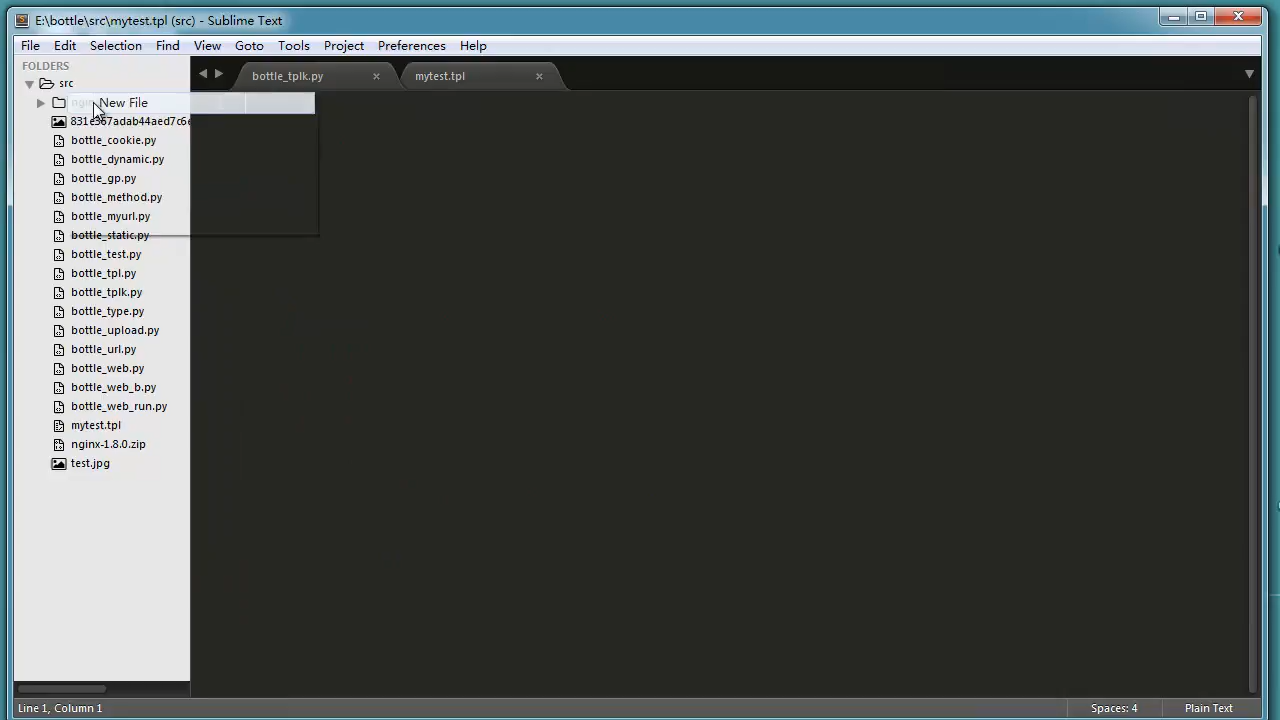 E:\bottle\src\mytest.tpl (src) - Sublime Text
File Edit Selection Find View Goto Tools Project Preferences Help
FOLDERS
bottle_tplk.py
mytest.tpl
src
New File
831e367adab44aed7c6e
bottle_cookie.py
bottle_dynamic.py
bottle_gp.py
bottle_method.py
bottle_myurl.py
bottle_static.py
bottle_test.py
bottle_tpl.py
bottle_tplk.py
bottle_type.py
bottle_upload.py
bottle_url.py
bottle_web.py
bottle_web_b.py
bottle_web_run.py
mytest.tpl
nginx-1.8.0.zip
test.jpg
Line 1, Column 1
Spaces: 4
Plain Text